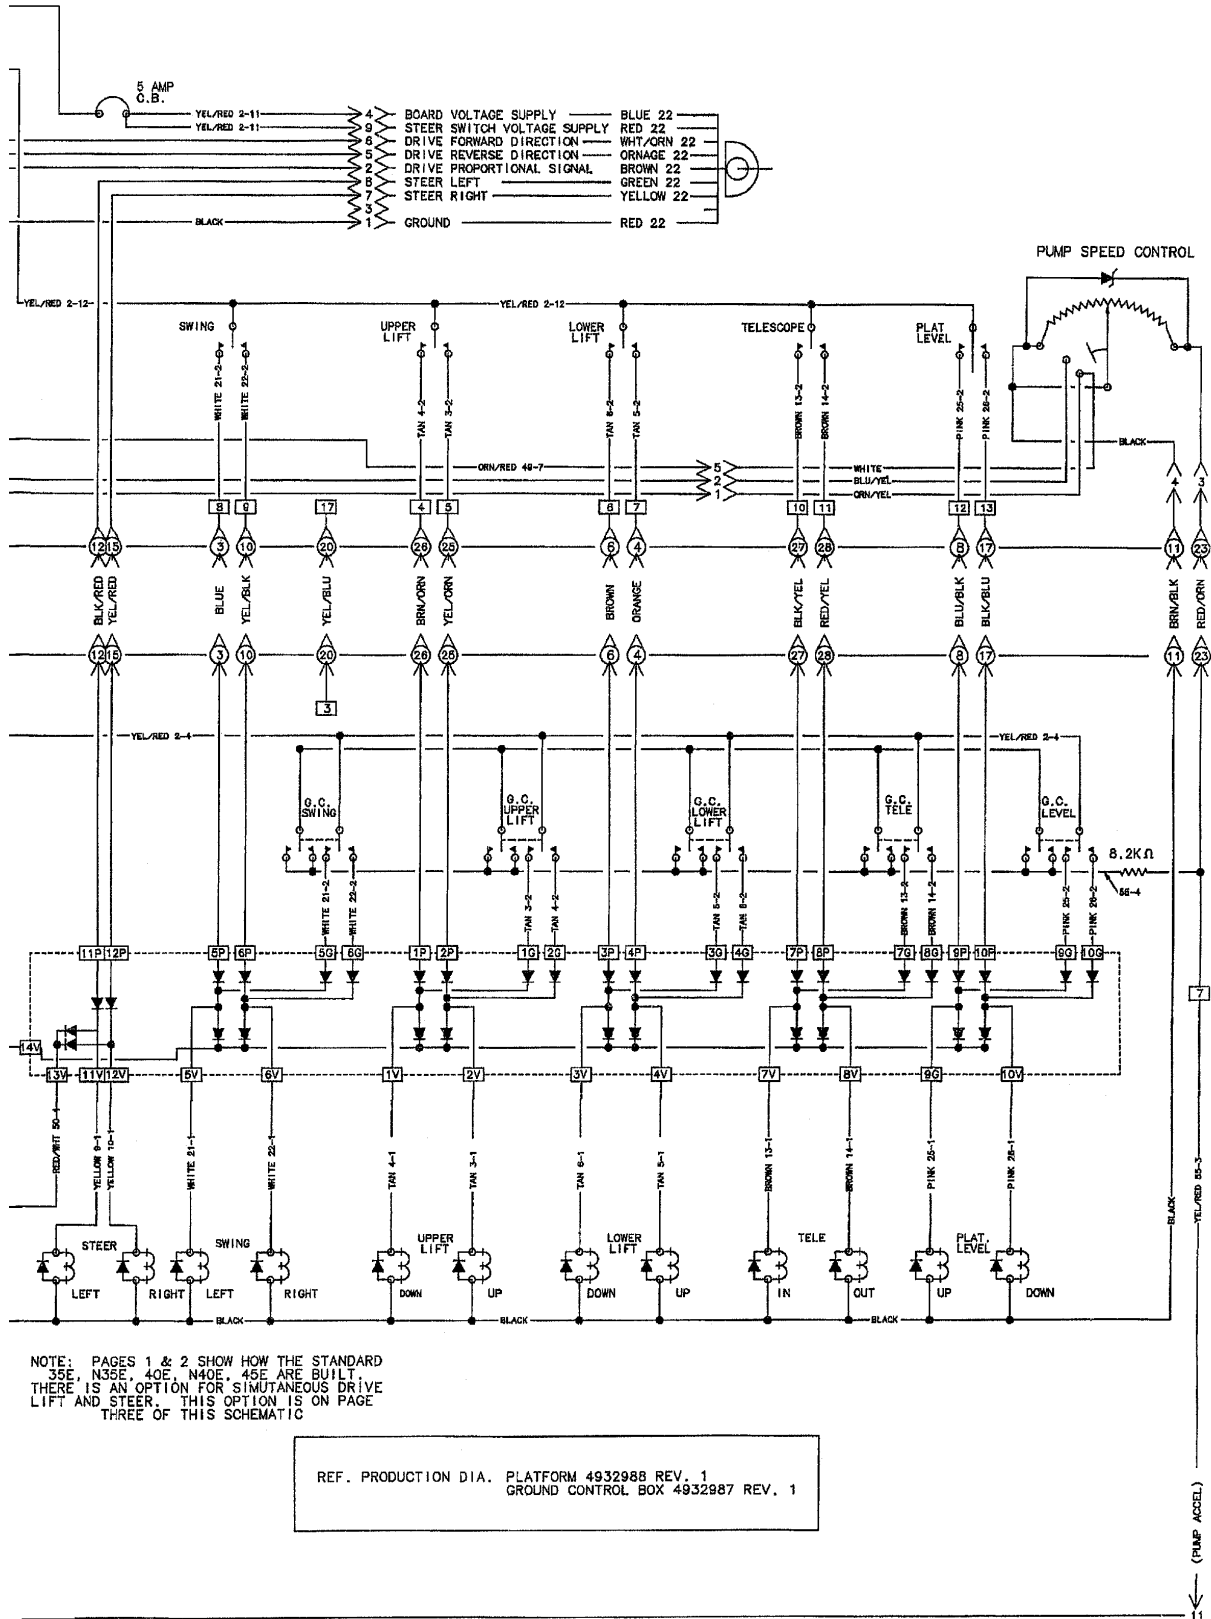 5 AMP
C.B.
YEL/RED 2-11 4 BOARD VOLTAGE SUPPLY BLUE 22
YEL/RED 2-11 9 STEER SWITCH VOLTAGE SUPPLY RED 22
6 DRIVE FORWARD DIRECTION WHT/ORN 22
5 DRIVE REVERSE DIRECTION ORNAGE 22
2 DRIVE PROPORTIONAL SIGNAL BROWN 22
8 STEER LEFT GREEN 22
7 STEER RIGHT YELLOW 22
3
BLACK 1 GROUND RED 22
PUMP SPEED CONTROL
YEL/RED 2-12 YEL/RED 2-12
SWING UPPER LIFT LOWER LIFT TELESCOPE PLAT LEVEL
WHITE 21-2 WHITE 22-2 TAN 4-2 TAN 3-2 TAN 6-2 TAN 5-2 BROWN 13-2 BROWN 14-2 PINK 25-2 PINK 26-2
BLACK
ORN/RED 49-7 5 WHITE
2 BLU/YEL
1 ORN/YEL
4 3
8 9 17 4 5 6 7 10 11 12 13
12 15 3 10 20 26 25 6 4 27 28 8 17 11 23
BLK/RED YEL/RED BLUE YEL/BLK YEL/BLU BRN/ORN YEL/ORN BROWN ORANGE BLK/YEL RED/YEL BLU/BLK BLK/BLU BRN/BLK RED/ORN
12 15 3 10 20 26 25 6 4 27 28 8 17 11 23
3
YEL/RED 2-4 YEL/RED 2-4
G.C. SWING G.C. UPPER LIFT G.C. LOWER LIFT G.C. TELE G.C. LEVEL
8.2KΩ
55-4
WHITE 21-2 WHITE 22-2 TAN 3-2 TAN 4-2 TAN 5-2 TAN 6-2 BROWN 13-2 BROWN 14-2 PINK 25-2 PINK 26-2
11P 12P 5P 6P 5G 6G 1P 2P 1G 2G 3P 4P 3G 4G 7P 8P 7G 8G 9P 10P 9G 10G
7
14V
13V 11V 12V 5V 6V 1V 2V 3V 4V 7V 8V 9G 10V
RED/WHT 50-1 YELLOW 9-1 YELLOW 10-1 WHITE 21-1 WHITE 22-1 TAN 4-1 TAN 3-1 TAN 6-1 TAN 5-1 BROWN 13-1 BROWN 14-1 PINK 25-1 PINK 26-1 BLACK YEL/RED 55-3
STEER SWING UPPER LIFT LOWER LIFT TELE PLAT. LEVEL
LEFT RIGHT LEFT RIGHT DOWN UP DOWN UP IN OUT UP DOWN
BLACK BLACK BLACK
NOTE: PAGES 1 & 2 SHOW HOW THE STANDARD
35E, N35E, 40E, N40E, 45E ARE BUILT.
THERE IS AN OPTION FOR SIMUTANEOUS DRIVE
LIFT AND STEER. THIS OPTION IS ON PAGE
THREE OF THIS SCHEMATIC
REF. PRODUCTION DIA. PLATFORM 4932988 REV. 1
GROUND CONTROL BOX 4932987 REV. 1
(PUMP ACCEL)
11